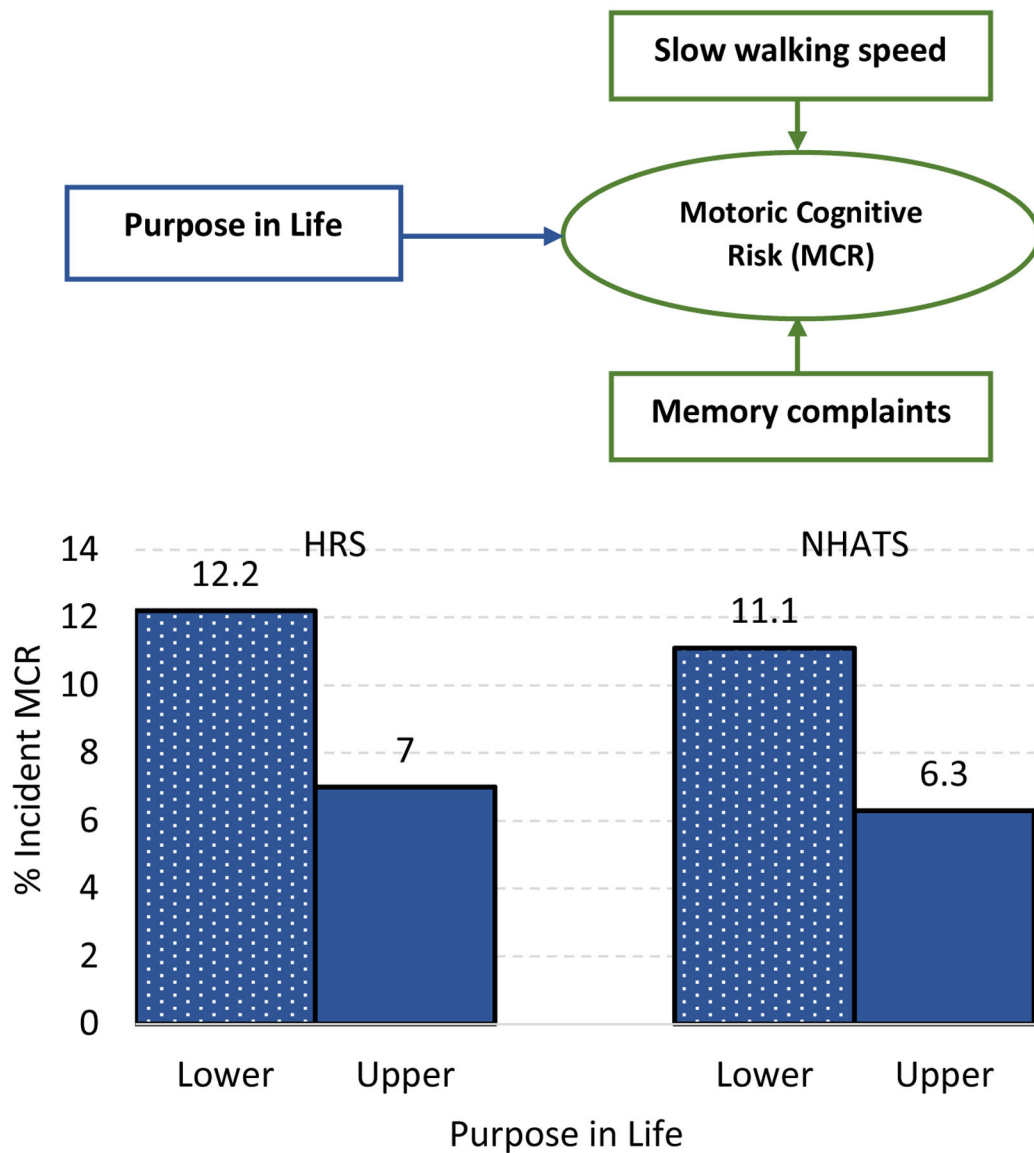 Slow walking speed
Purpose in Life
Motoric Cognitive
Risk (MCR)
Memory complaints
HRS
NHATS
% Incident MCR
14
12
10
8
6
4
2
0
12.2
7
11.1
6.3
Lower
Upper
Lower
Upper
Purpose in Life